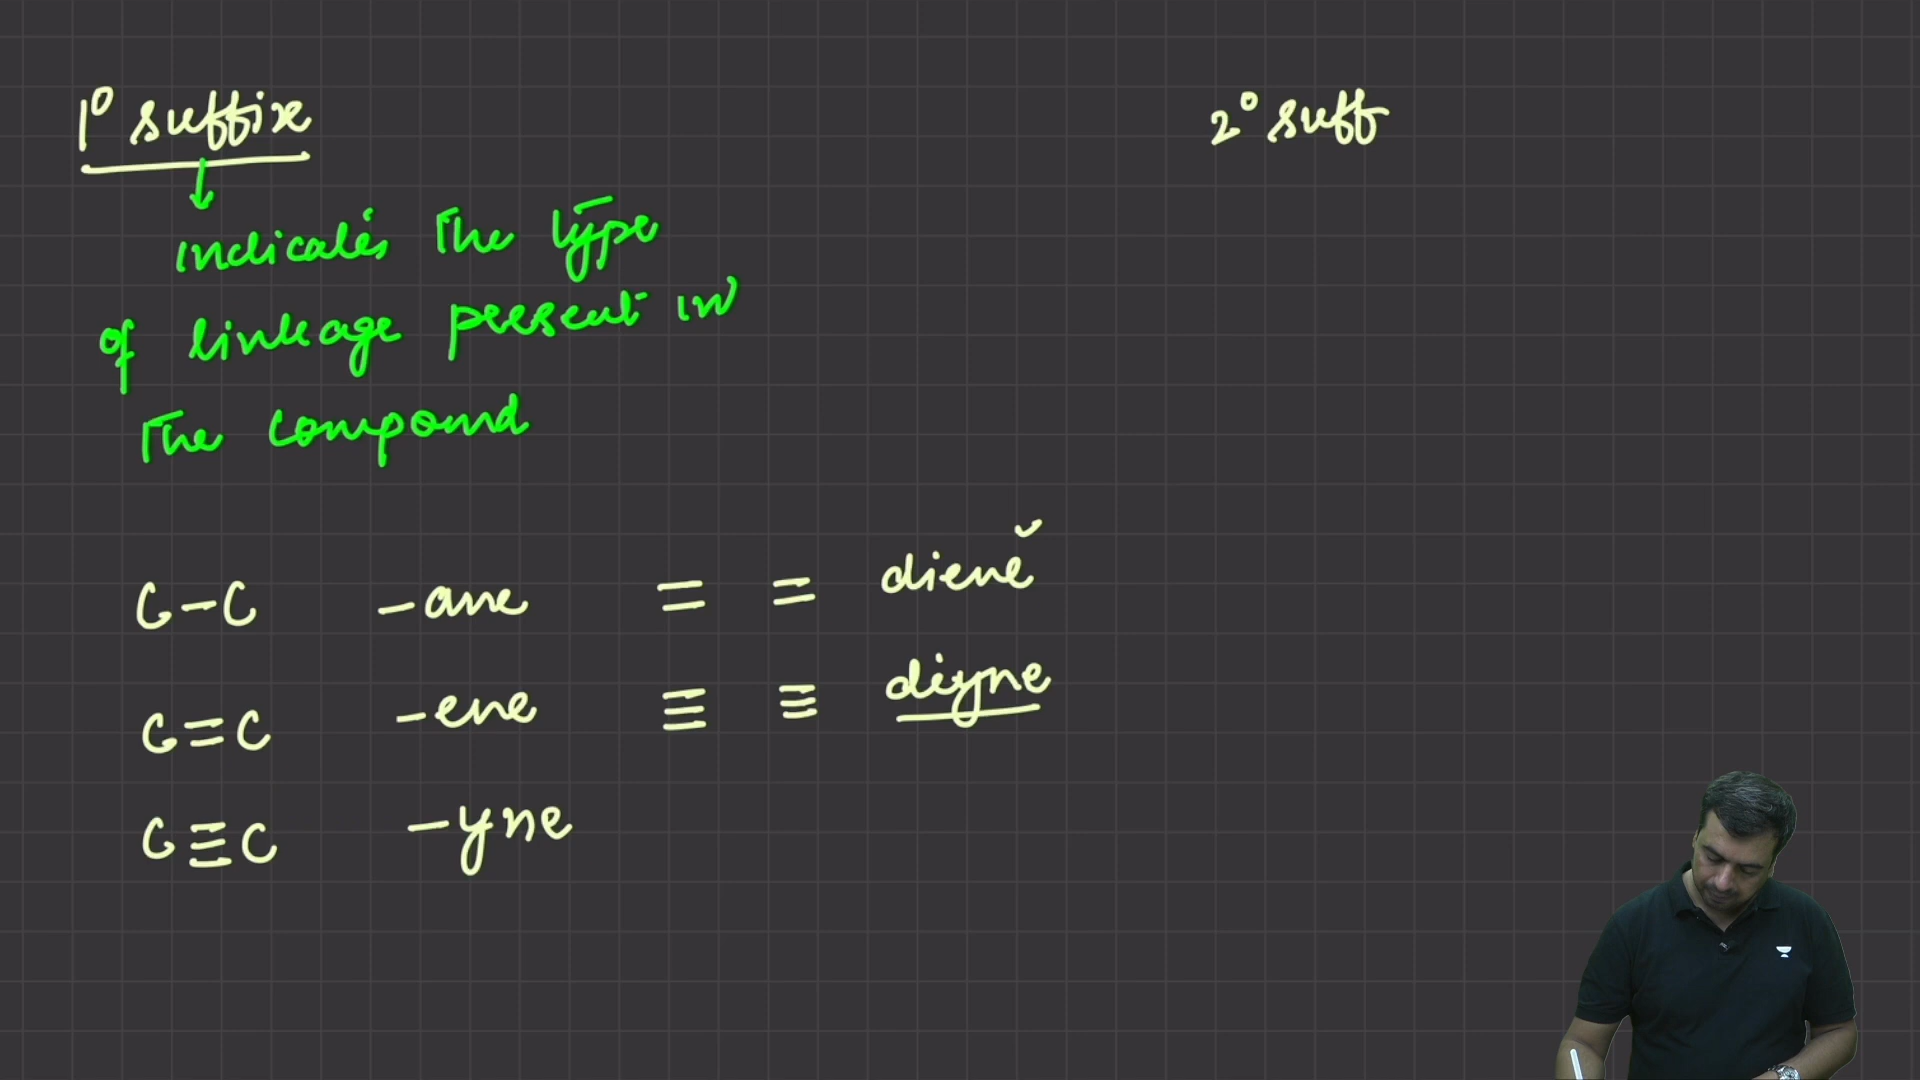 1° suffix
indicates the type
of linkage present in
the compound
C-C -ane = = diene
C=C -ene ≡ ≡ diyne
C≡C -yne
2° suff